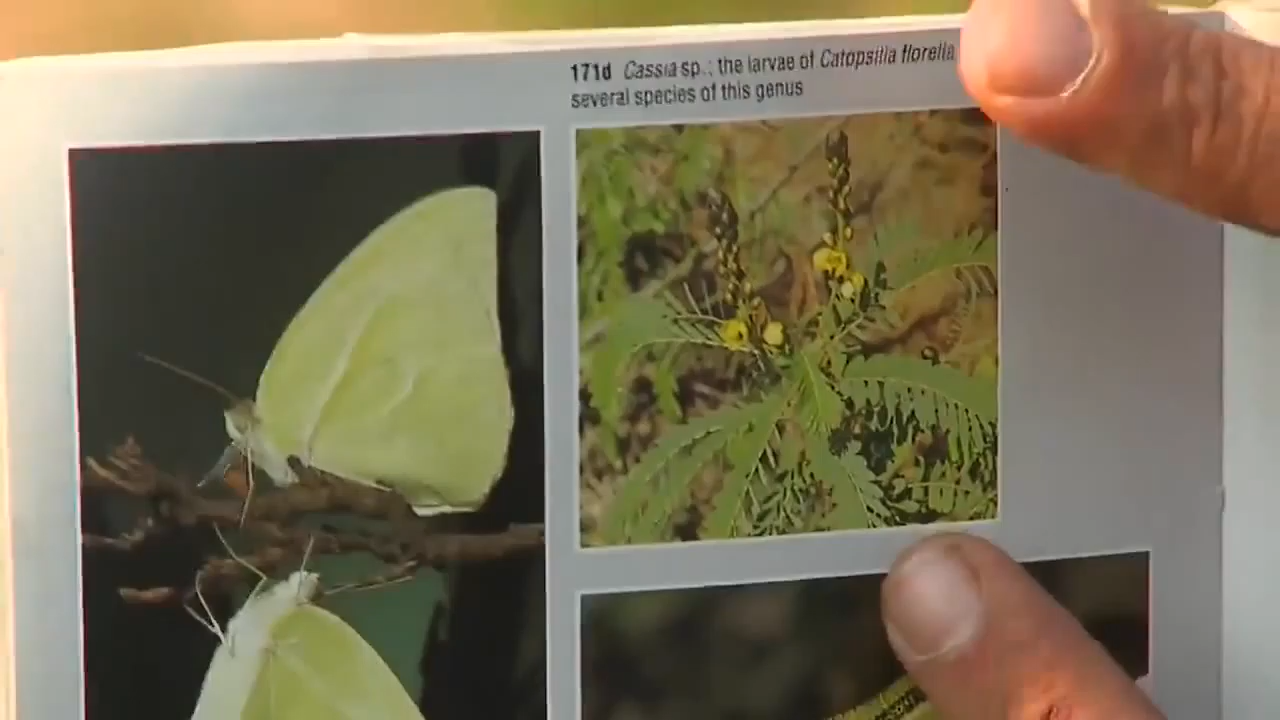 171d Cassia sp.; the larvae of Catopsilia florella
several species of this genus